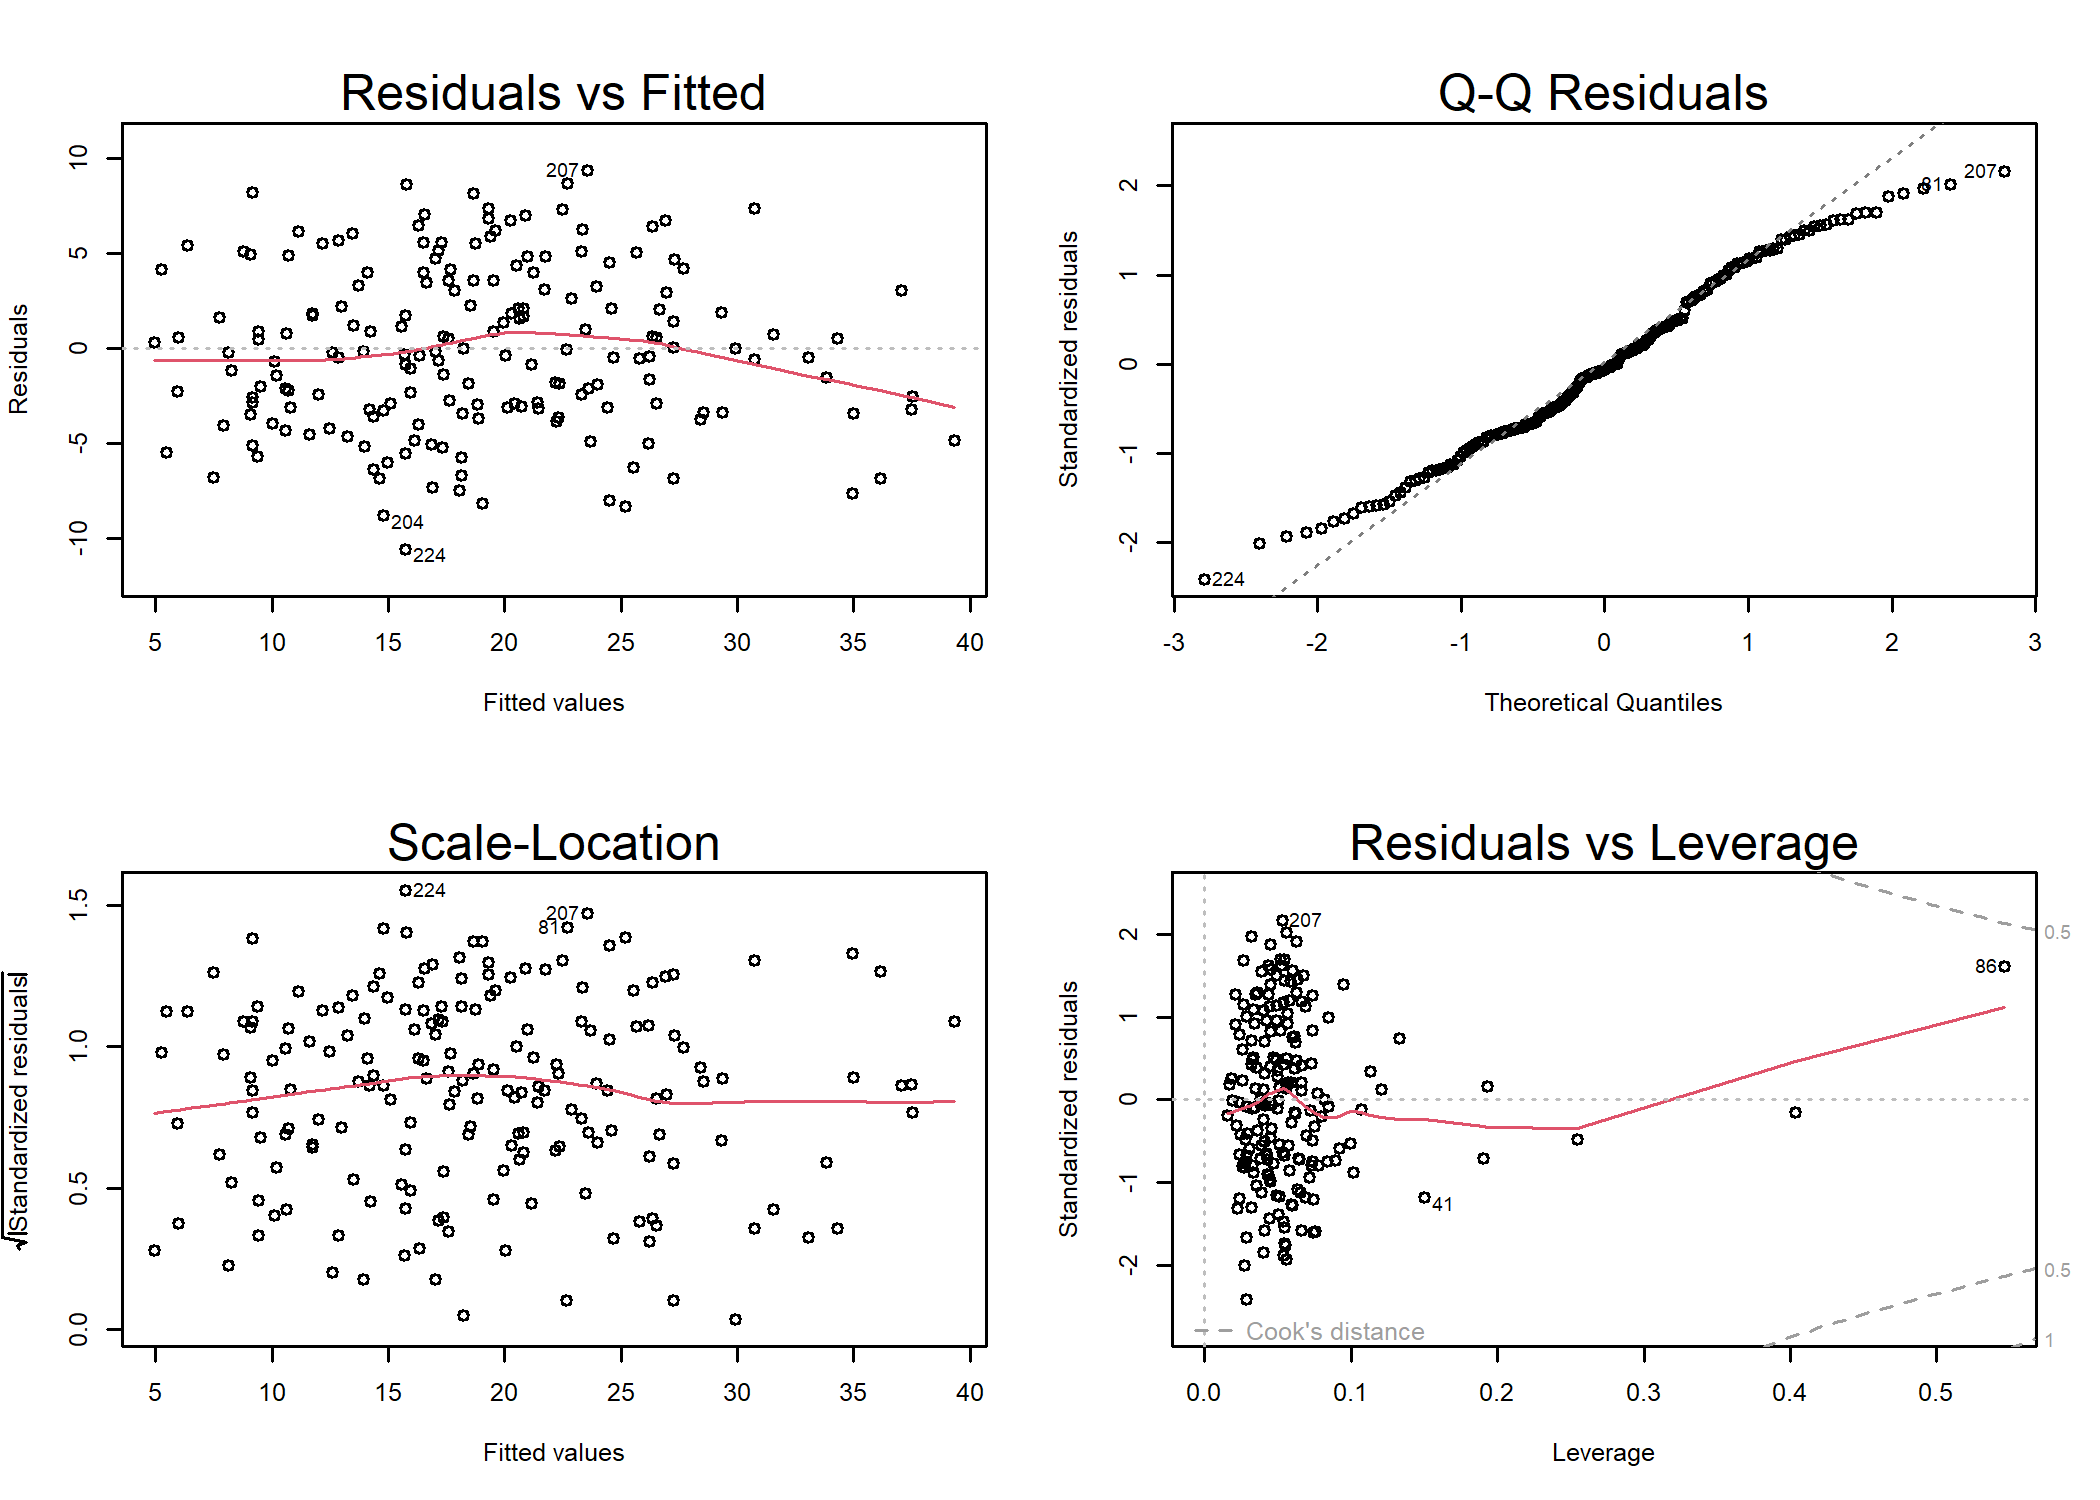 Residuals vs Fitted
Residuals
10
5
0
-5
-10
207
204
224
5 10 15 20 25 30 35 40
Fitted values
Q-Q Residuals
Standardized residuals
2
1
0
-1
-2
81 207
224
-3 -2 -1 0 1 2 3
Theoretical Quantiles
Scale-Location
√|Standardized residuals|
1.5
1.0
0.5
0.0
224
207
81
5 10 15 20 25 30 35 40
Fitted values
Residuals vs Leverage
Standardized residuals
2
1
0
-1
-2
207
86
41
0.5
0.5
1
Cook's distance
0.0 0.1 0.2 0.3 0.4 0.5
Leverage